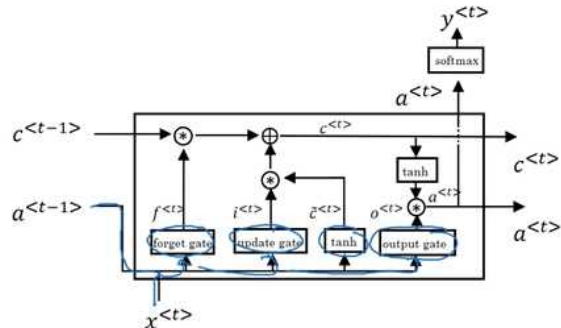 y^{<t>}
softmax
a^{<t>}
c^{<t-1>}
c^{<t>}
c^{<t>}
tanh
a^{<t-1>}
f^{<t>}
i^{<t>}
c̃^{<t>}
o^{<t>}
a^{<t>}
a^{<t>}
forget gate
update gate
tanh
output gate
x^{<t>}